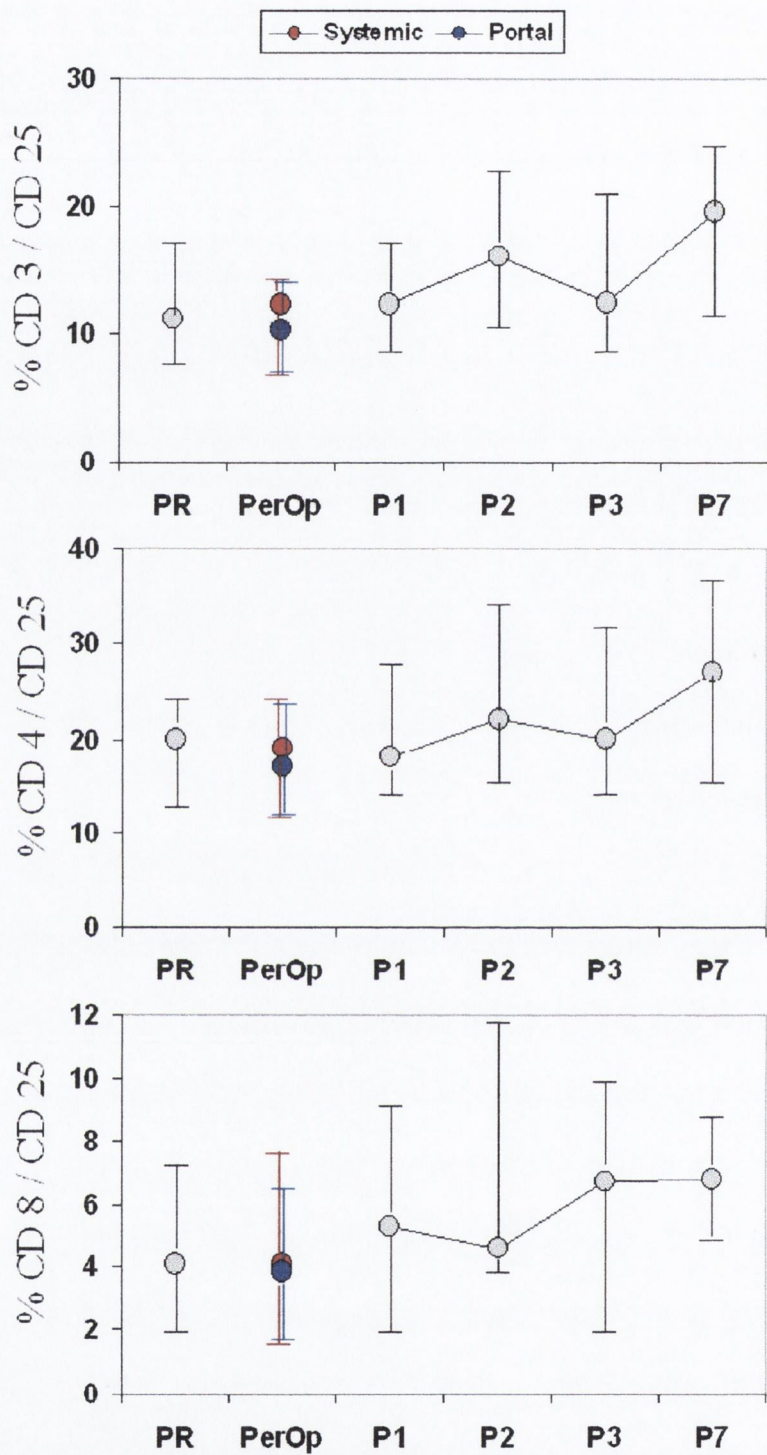 Systemic Portal
30
20
10
0
% CD 3 / CD 25
PR PerOp P1 P2 P3 P7
40
30
20
10
0
% CD 4 / CD 25
PR PerOp P1 P2 P3 P7
12
10
8
6
4
2
0
% CD 8 / CD 25
PR PerOp P1 P2 P3 P7